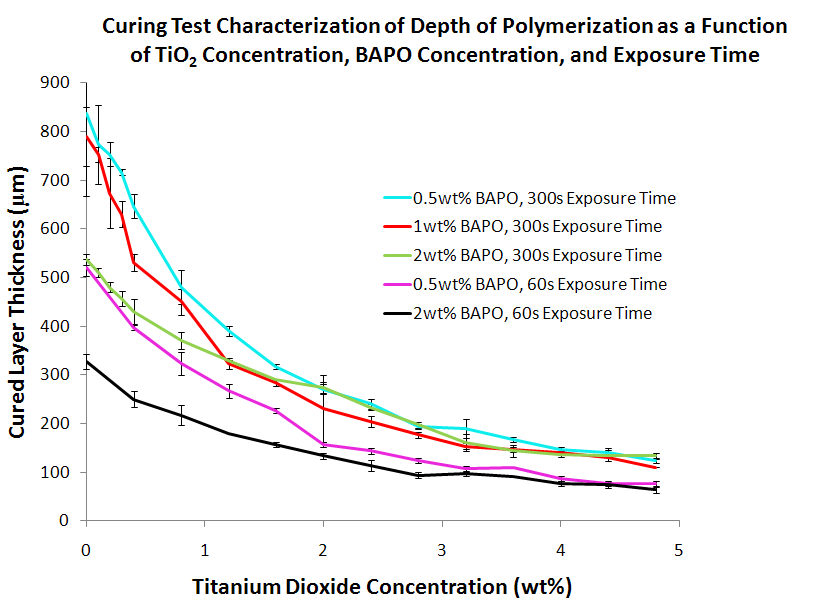 Curing Test Characterization of Depth of Polymerization as a Function
of TiO₂ Concentration, BAPO Concentration, and Exposure Time
Cured Layer Thickness (µm)
900
800
700
600
500
400
300
200
100
0
0.5wt% BAPO, 300s Exposure Time
1wt% BAPO, 300s Exposure Time
2wt% BAPO, 300s Exposure Time
0.5wt% BAPO, 60s Exposure Time
2wt% BAPO, 60s Exposure Time
0 1 2 3 4 5
Titanium Dioxide Concentration (wt%)